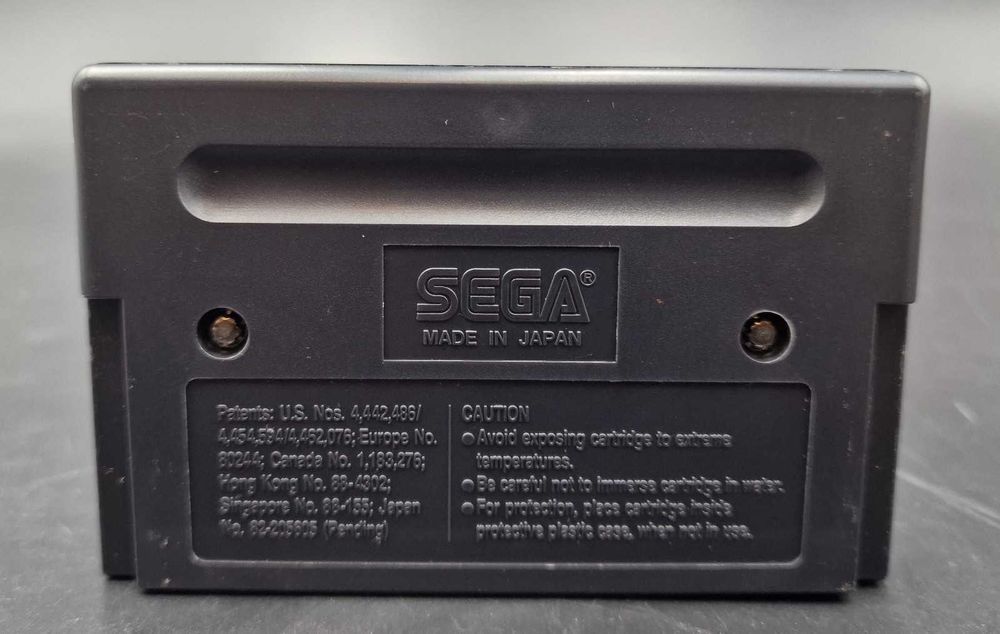 SEGA®
MADE IN JAPAN
Patents: U.S. Nos. 4,442,486/
4,454,594/4,462,076; Europe No.
80244; Canada No. 1,183,276;
Hong Kong No. 88-4302;
Singapore No. 88-155; Japan
No. 82-205605 (Pending)
CAUTION
● Avoid exposing cartridge to extreme
temperatures.
● Be careful not to immerse cartridge in water.
● For protection, place cartridge inside
protective plastic case, when not in use.